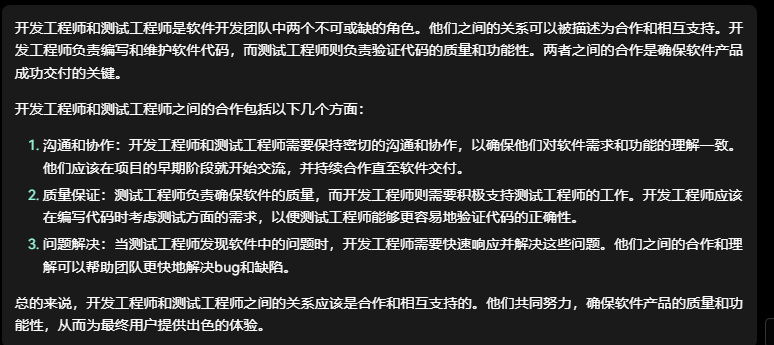 开发工程师和测试工程师是软件开发团队中两个不可或缺的角色。他们之间的关系可以被描述为合作和相互支持。开
发工程师负责编写和维护软件代码，而测试工程师则负责验证代码的质量和功能性。两者之间的合作是确保软件产品
成功交付的关键。
开发工程师和测试工程师之间的合作包括以下几个方面：
1. 沟通和协作：开发工程师和测试工程师需要保持密切的沟通和协作，以确保他们对软件需求和功能的理解一致。
他们应该在项目的早期阶段就开始交流，并持续合作直至软件交付。
2. 质量保证：测试工程师负责确保软件的质量，而开发工程师则需要积极支持测试工程师的工作。开发工程师应该
在编写代码时考虑测试方面的需求，以便测试工程师能够更容易地验证代码的正确性。
3. 问题解决：当测试工程师发现软件中的问题时，开发工程师需要快速响应并解决这些问题。他们之间的合作和理
解可以帮助团队更快地解决bug和缺陷。
总的来说，开发工程师和测试工程师之间的关系应该是合作和相互支持的。他们共同努力，确保软件产品的质量和功
能性，从而为最终用户提供出色的体验。